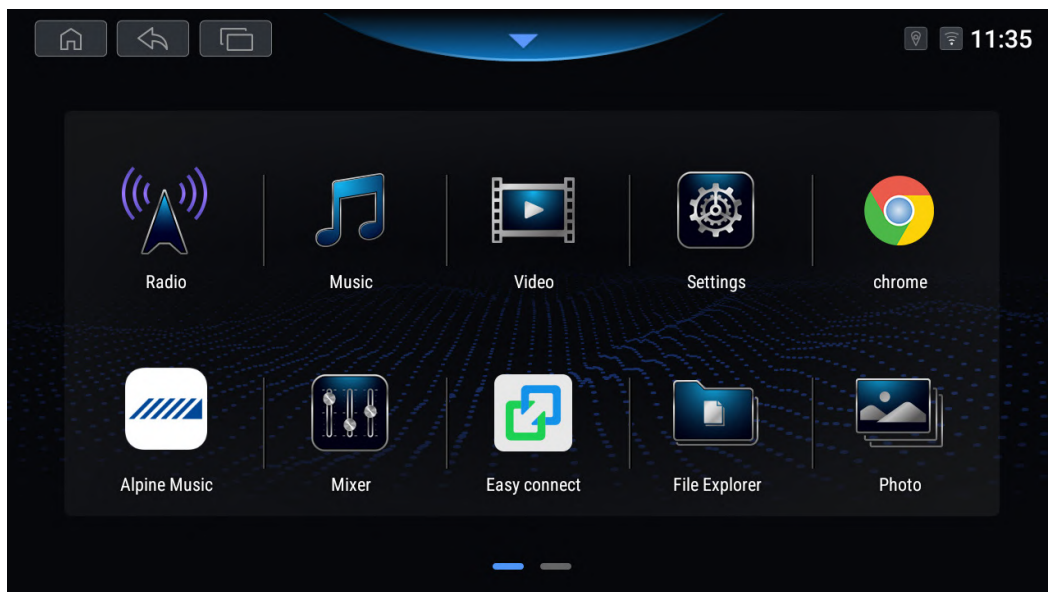 11:35
Radio
Music
Video
Settings
chrome
Alpine Music
Mixer
Easy connect
File Explorer
Photo